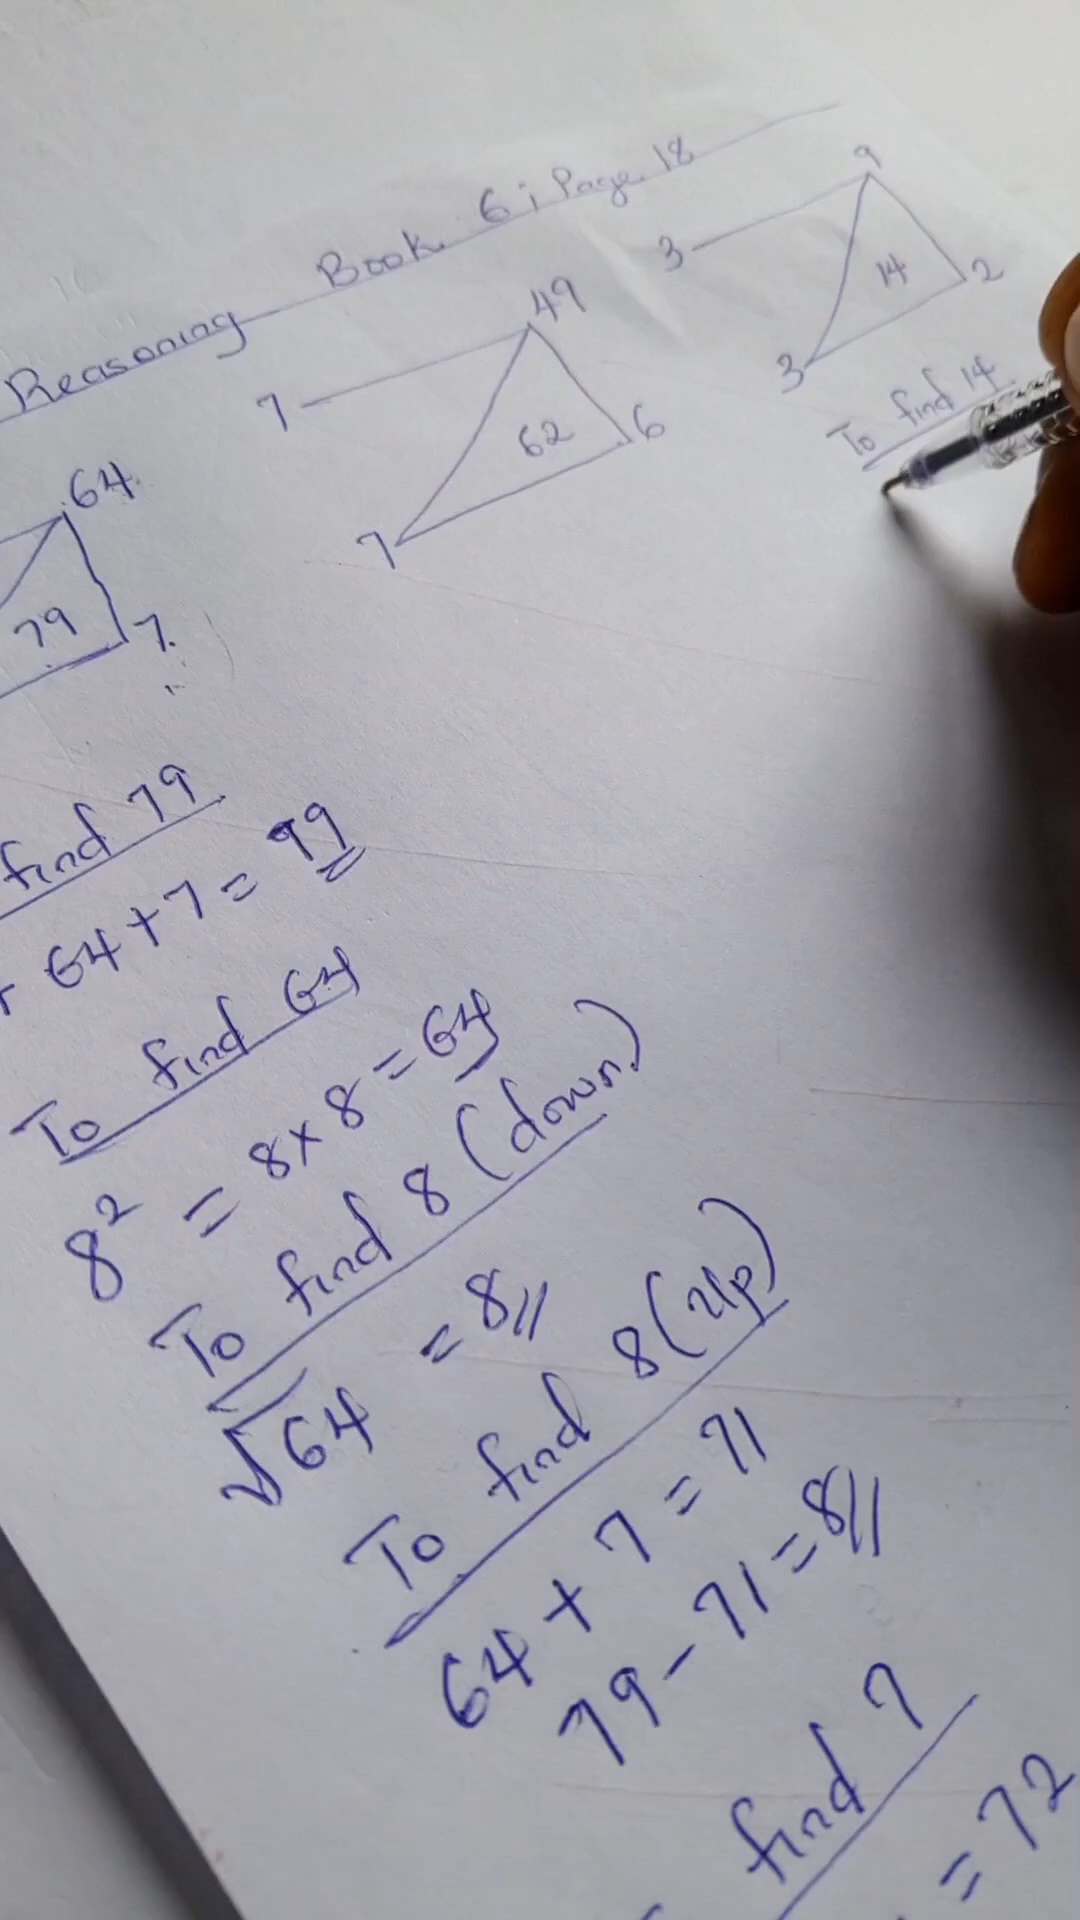 Reasoning Book 6; Page 18
64
79
7
7
49
62
6
7
3
9
14
2
3
To find 14
find 79
64 + 7 = 79
To find 64
8² = 8 × 8 = 64
To find 8 (down)
√64 = 8
To find 8 (up)
64 + 7 = 71
79 - 71 = 8
find 7
= 72